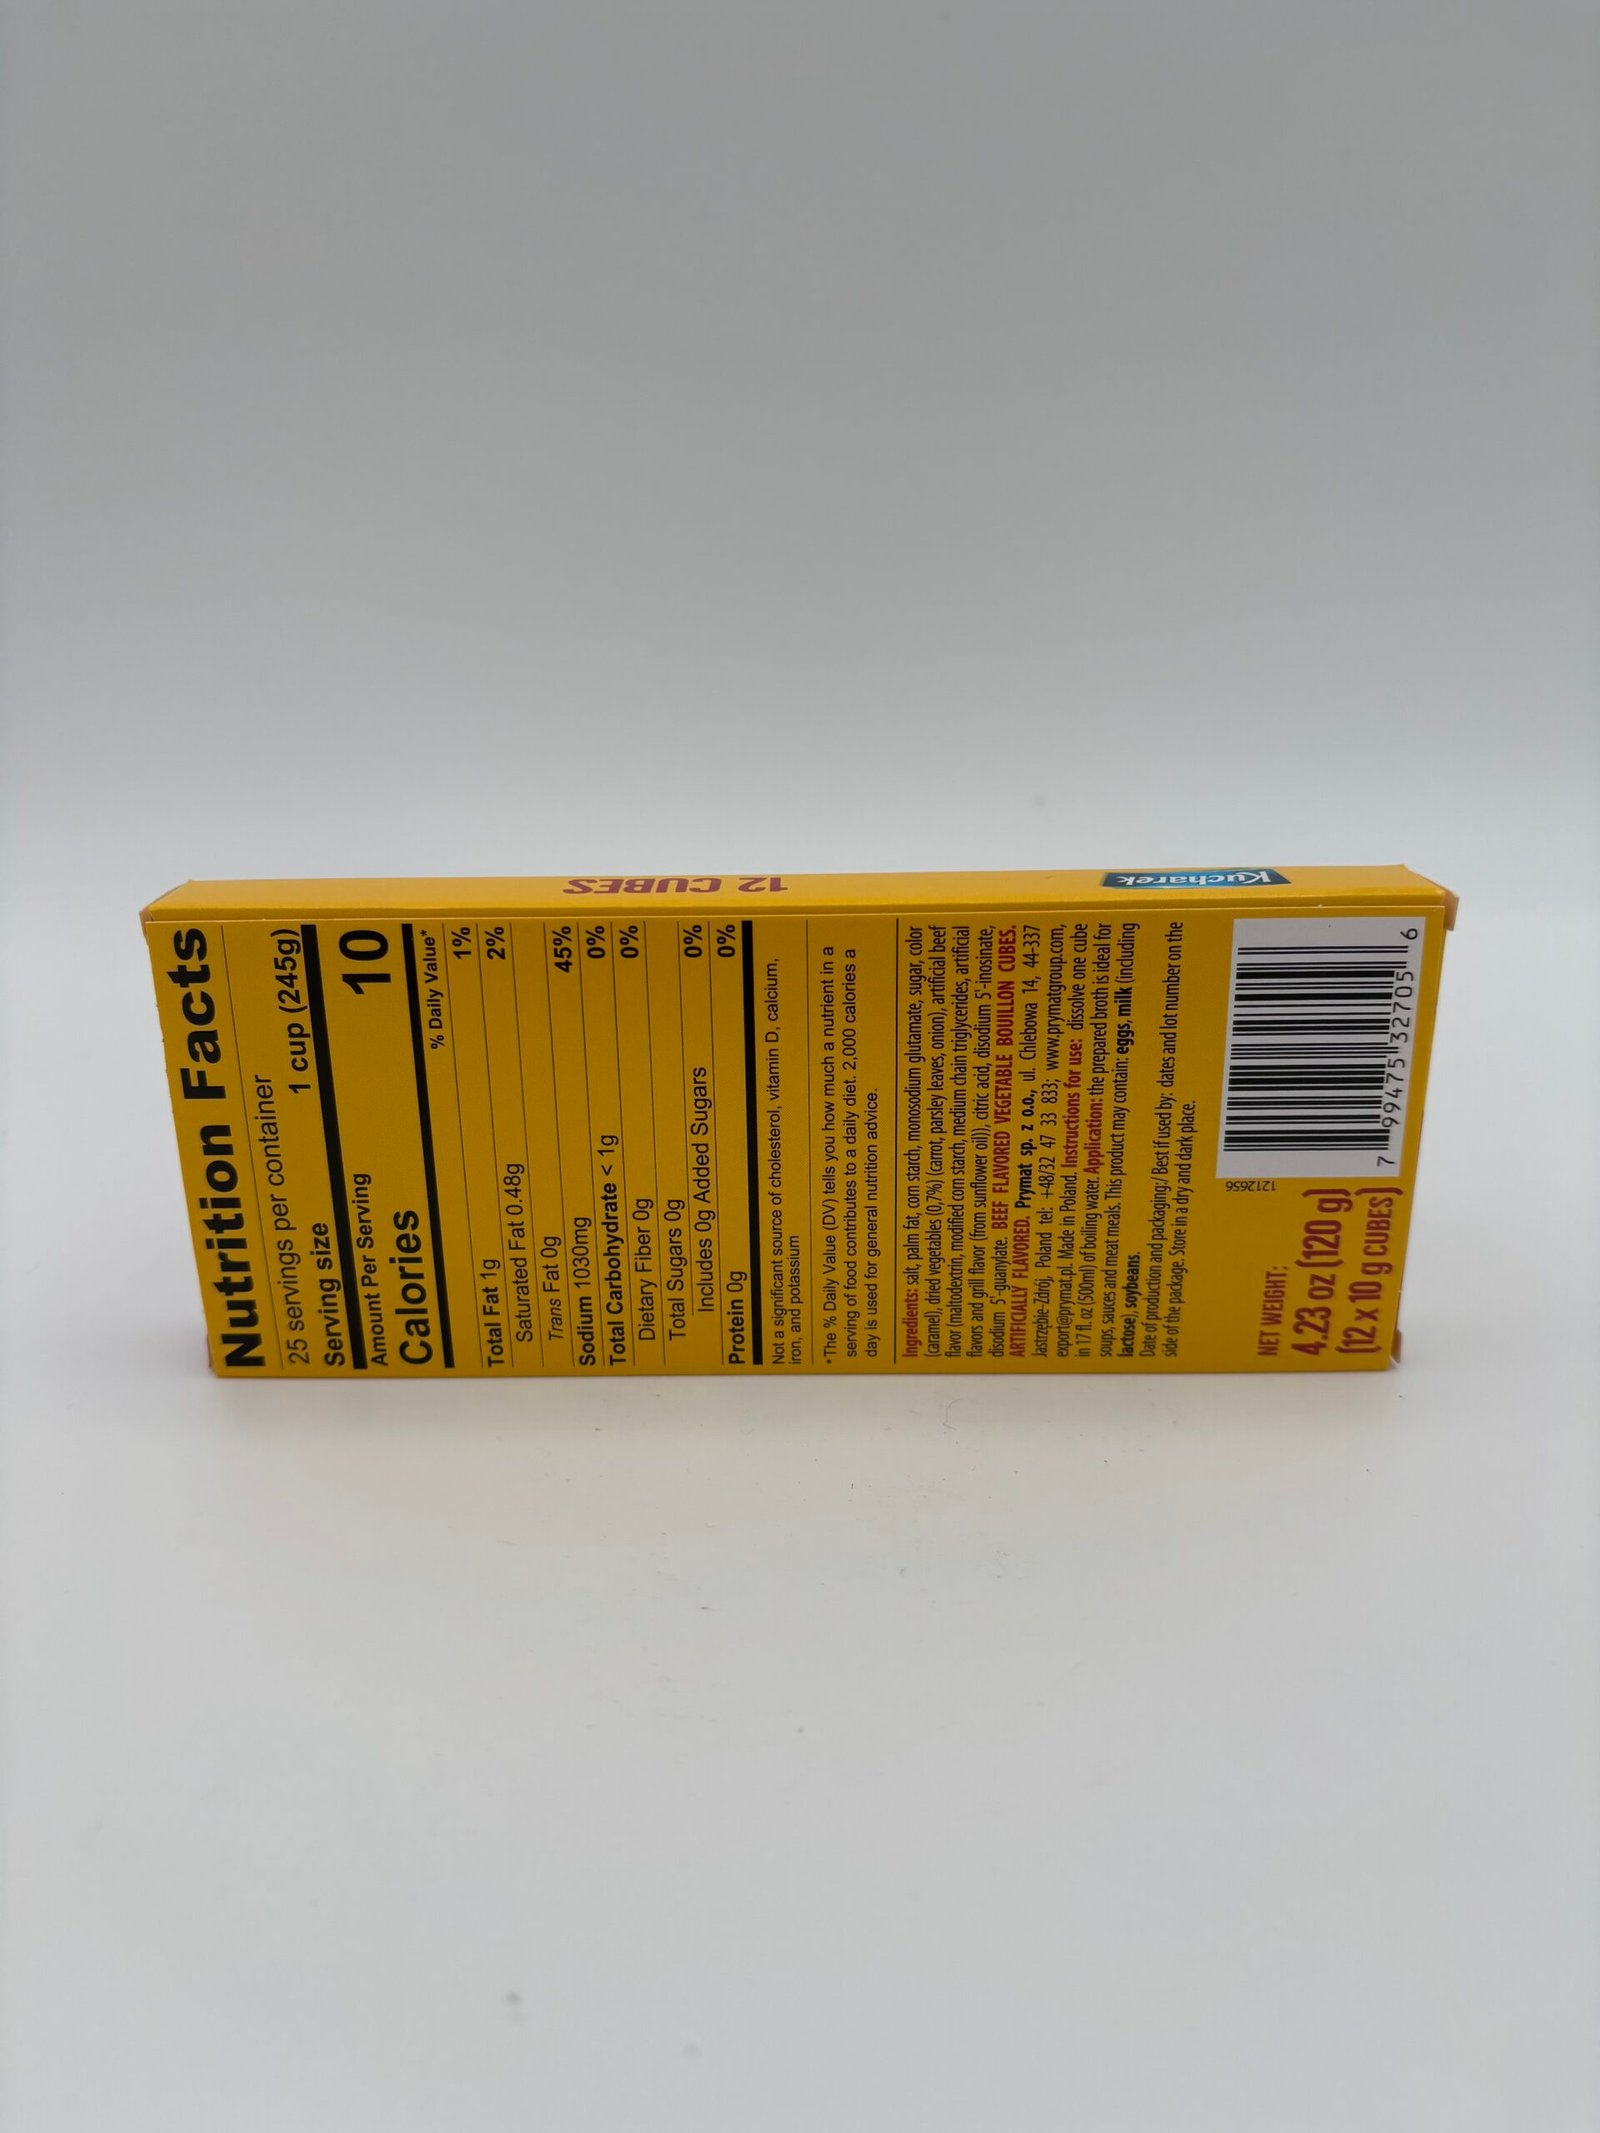 12 CUBES
Kucharek
Nutrition Facts
25 servings per container
Serving size 1 cup (245g)
Amount Per Serving
Calories 10
% Daily Value*
Total Fat 1g 1%
Saturated Fat 0.48g 2%
Trans Fat 0g
Sodium 1030mg 45%
Total Carbohydrate < 1g 0%
Dietary Fiber 0g 0%
Total Sugars 0g
Includes 0g Added Sugars 0%
Protein 0g 0%
Not a significant source of cholesterol, vitamin D, calcium,
iron, and potassium
*The % Daily Value (DV) tells you how much a nutrient in a
serving of food contributes to a daily diet. 2,000 calories a
day is used for general nutrition advice.
Ingredients: salt, palm fat, corn starch, monosodium glutamate, sugar, color
(caramel), dried vegetables (0,7%) (carrot, parsley leaves, onion), artificial beef
flavor (maltodextrin, modified corn starch, medium chain triglycerides, artificial
flavors and grill flavor (from sunflower oil)), citric acid, disodium 5'-inosinate,
disodium 5'-guanylate. BEEF FLAVORED VEGETABLE BOUILLON CUBES.
ARTIFICIALLY FLAVORED. Prymat sp. z o.o., ul. Chlebowa 14, 44-337
Jastrzębie-Zdrój, Poland tel: +48/32 47 33 833; www.prymatgroup.com,
export@prymat.pl. Made in Poland. Instructions for use: dissolve one cube
in 17 fl. oz (500ml) of boiling water. Application: the prepared broth is ideal for
soups, sauces and meat meals. This product may contain: eggs, milk (including
lactose), soybeans.
Date of production and packaging:/ Best if used by: dates and lot number on the
side of the package. Store in a dry and dark place.
NET WEIGHT:
4.23 oz (120 g)
(12 x 10 g CUBES)
1212656
7 99475 32705 6